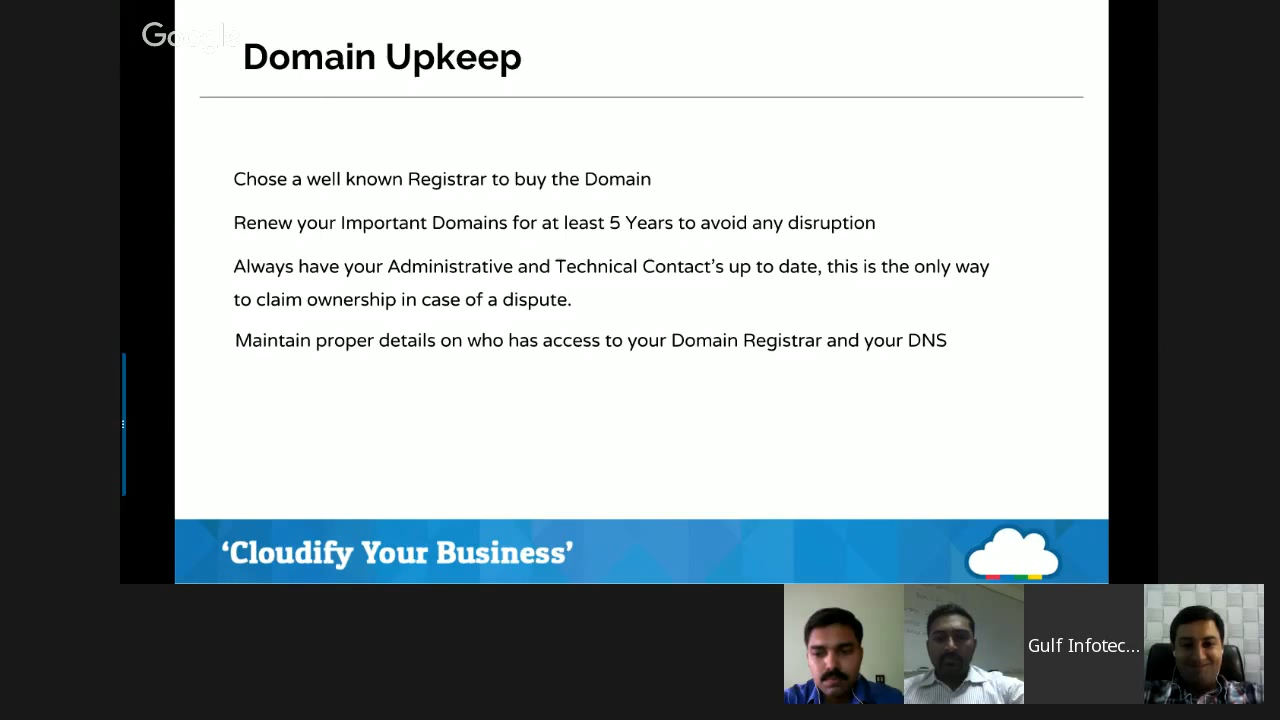 Google
Domain Upkeep
Chose a well known Registrar to buy the Domain
Renew your Important Domains for at least 5 Years to avoid any disruption
Always have your Administrative and Technical Contact's up to date, this is the only way
to claim ownership in case of a dispute.
Maintain proper details on who has access to your Domain Registrar and your DNS
'Cloudify Your Business'
Gulf Infotec...